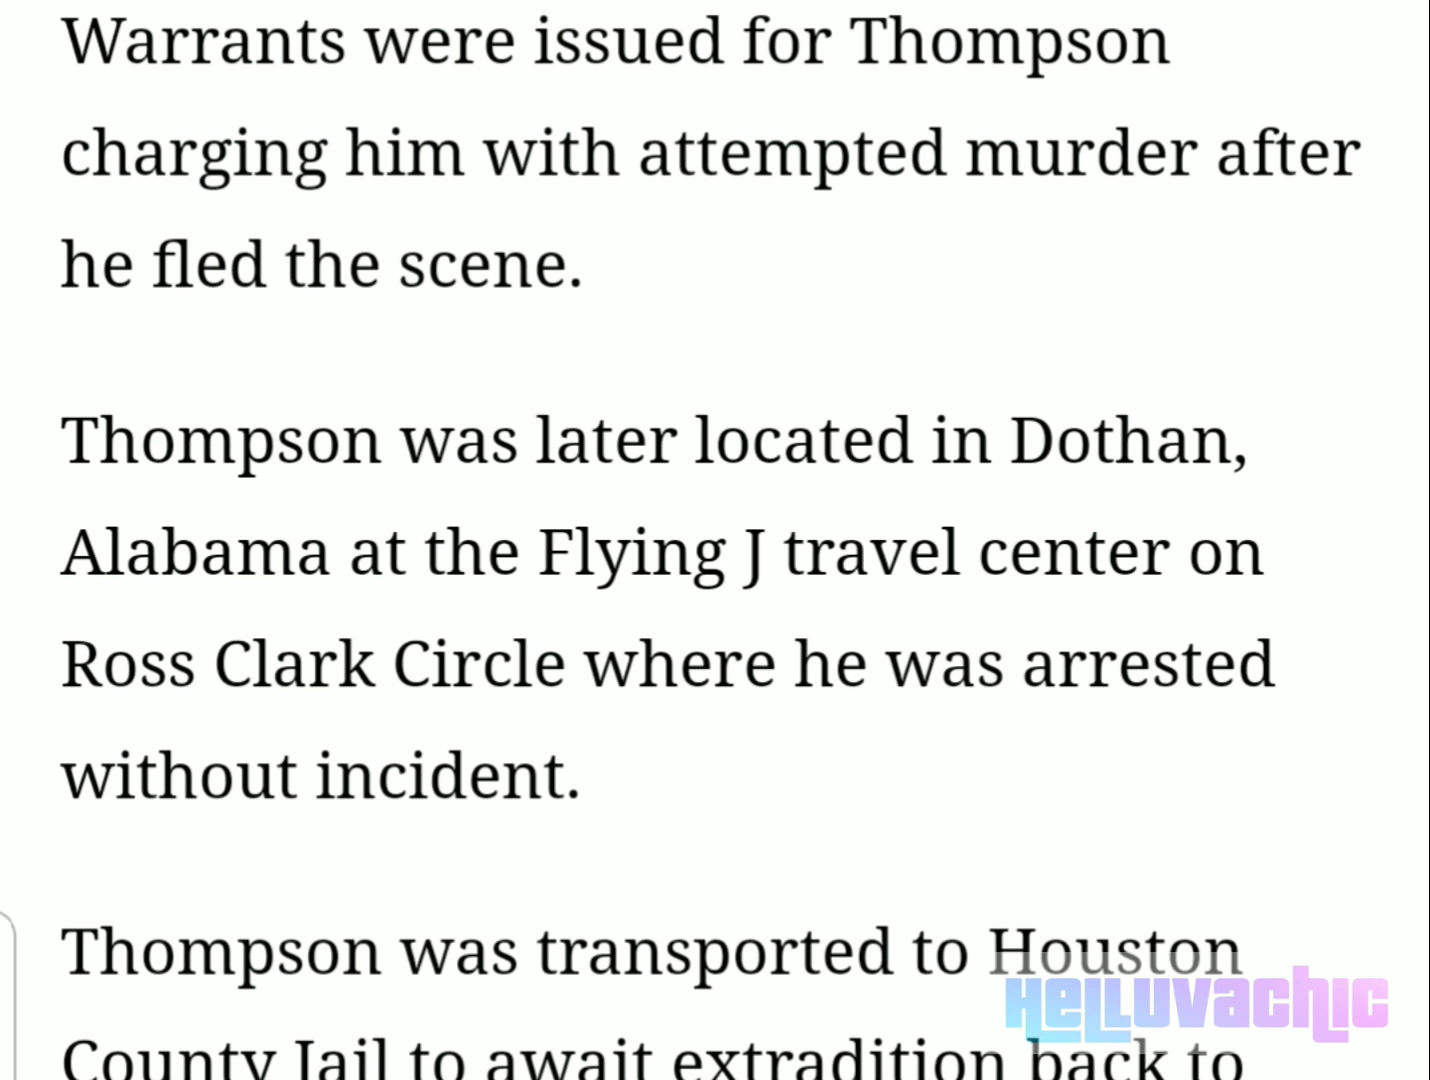 Warrants were issued for Thompson
charging him with attempted murder after
he fled the scene.
Thompson was later located in Dothan,
Alabama at the Flying J travel center on
Ross Clark Circle where he was arrested
without incident.
Thompson was transported to Houston
HELLUVACHIC
County Jail to await extradition back to